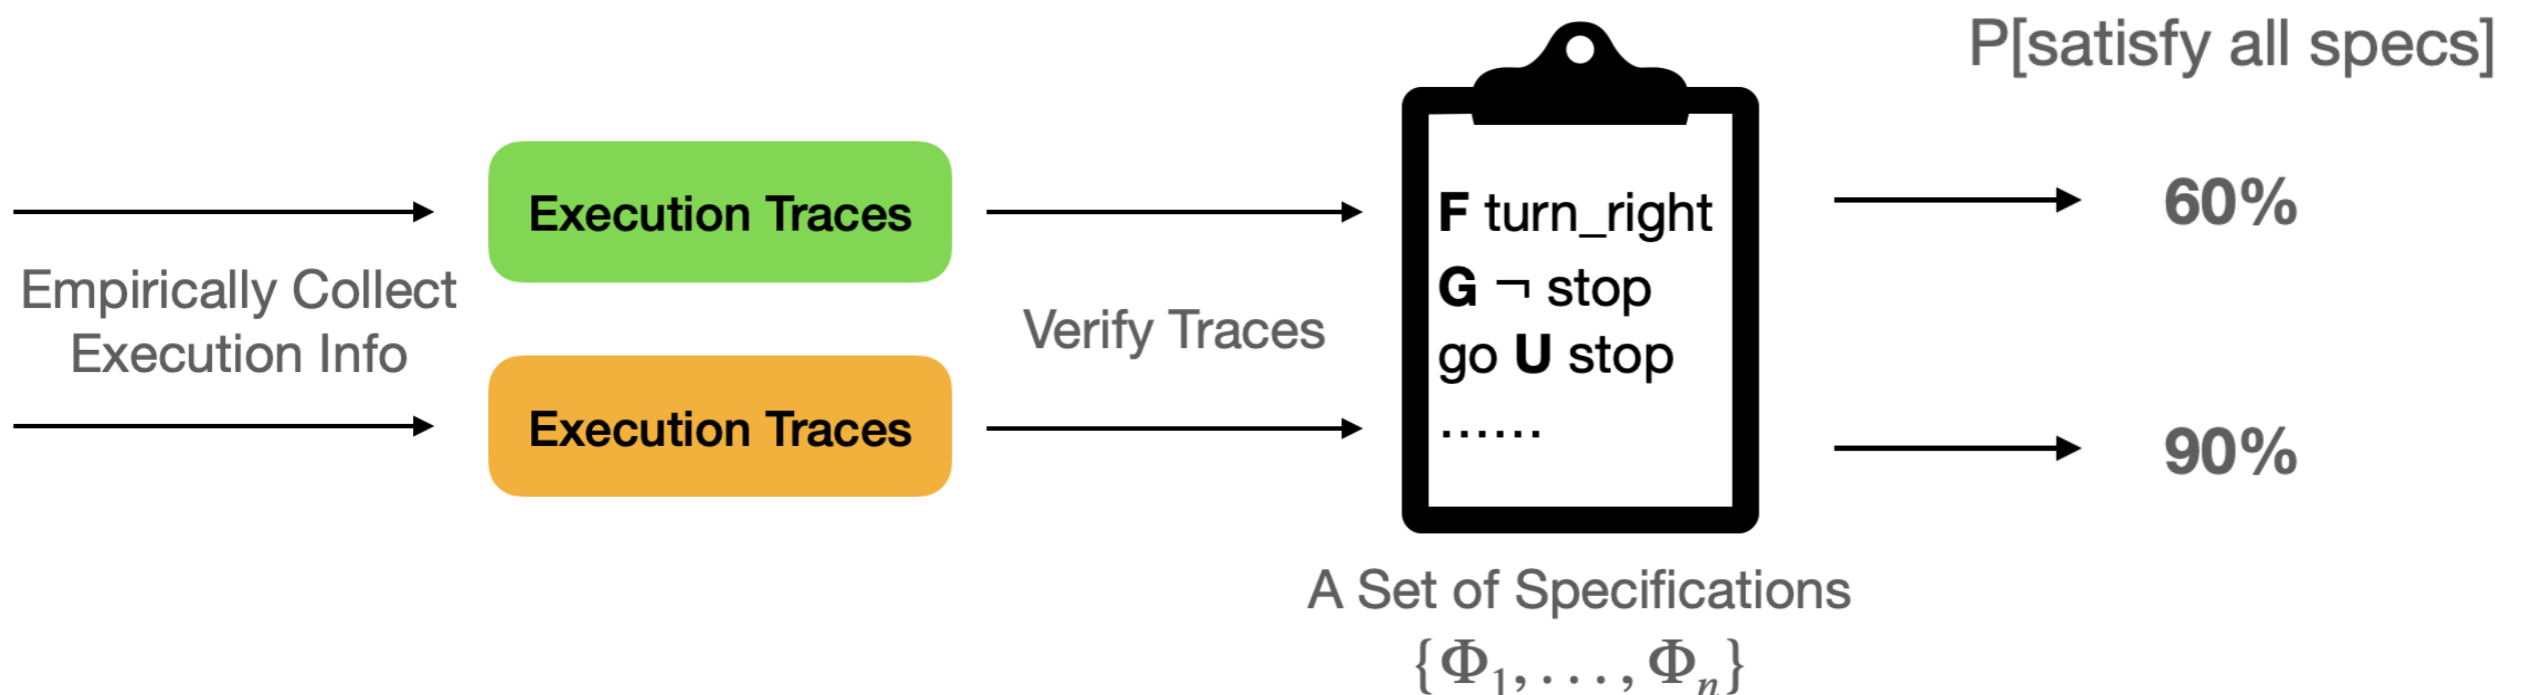 P[satisfy all specs]
Execution Traces
F turn_right
60%
Empirically Collect
Execution Info
G ¬ stop
Verify Traces
go U stop
Execution Traces
......
90%
A Set of Specifications
{Φ1, . . . , Φn}